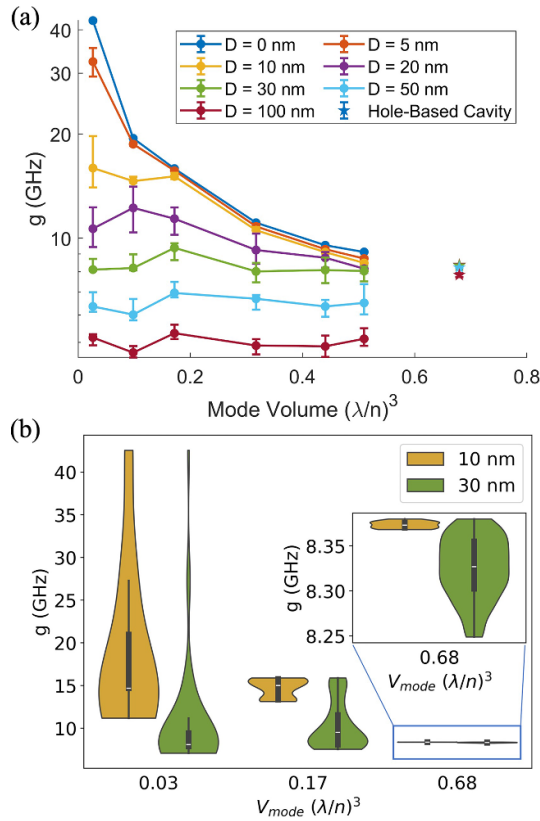 (a)
40
30
20
10
g (GHz)
D = 0 nm
D = 5 nm
D = 10 nm
D = 20 nm
D = 30 nm
D = 50 nm
D = 100 nm
Hole-Based Cavity
0 0.2 0.4 0.6 0.8
Mode Volume (λ/n)³
(b)
40
35
30
25
20
15
10
g (GHz)
10 nm
30 nm
8.35
8.30
8.25
g (GHz)
0.68
V_mode (λ/n)³
0.03 0.17 0.68
V_mode (λ/n)³